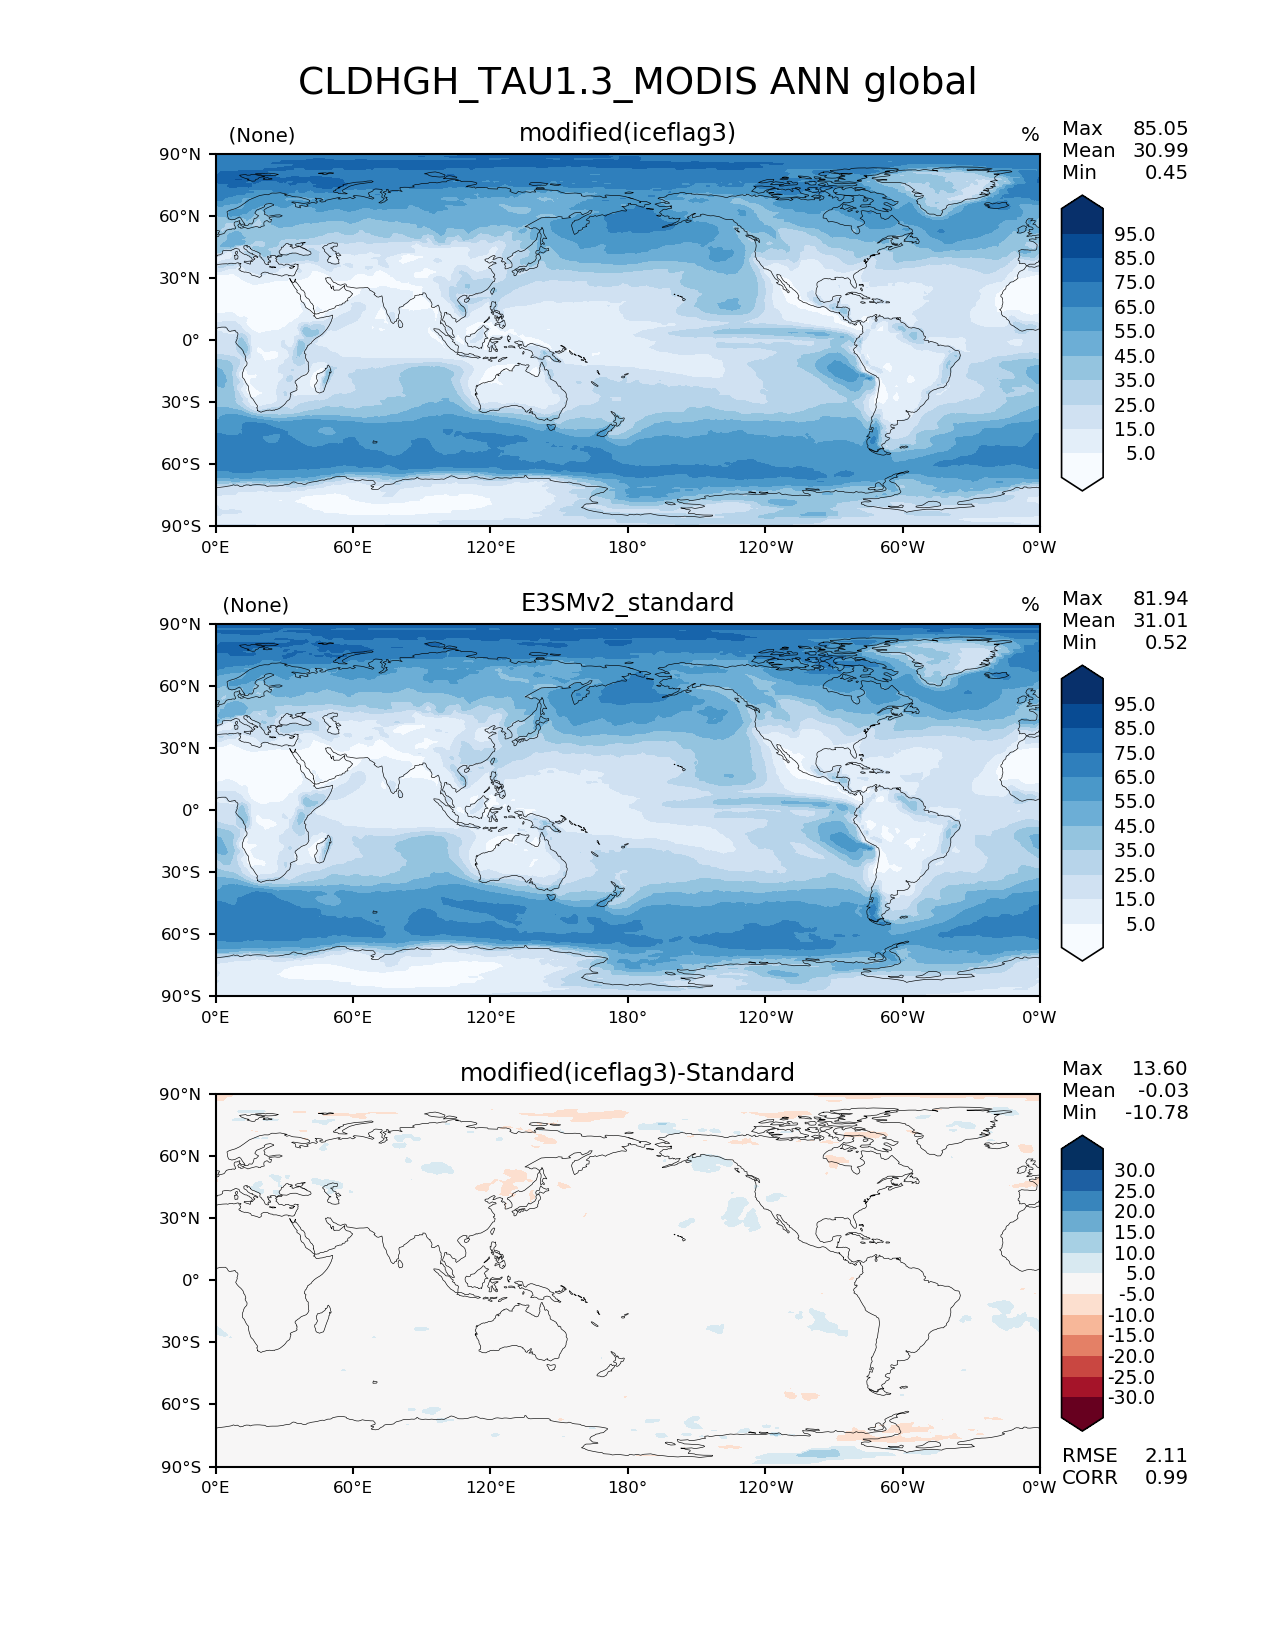 CLDHGH_TAU1.3_MODIS ANN global
(None) modified(iceflag3) %
Max 85.05
Mean 30.99
Min 0.45
90°N
60°N
30°N
0°
30°S
60°S
90°S
0°E 60°E 120°E 180° 120°W 60°W 0°W
95.0
85.0
75.0
65.0
55.0
45.0
35.0
25.0
15.0
5.0
(None) E3SMv2_standard %
Max 81.94
Mean 31.01
Min 0.52
90°N
60°N
30°N
0°
30°S
60°S
90°S
0°E 60°E 120°E 180° 120°W 60°W 0°W
95.0
85.0
75.0
65.0
55.0
45.0
35.0
25.0
15.0
5.0
modified(iceflag3)-Standard
Max 13.60
Mean -0.03
Min -10.78
90°N
60°N
30°N
0°
30°S
60°S
90°S
0°E 60°E 120°E 180° 120°W 60°W 0°W
30.0
25.0
20.0
15.0
10.0
5.0
-5.0
-10.0
-15.0
-20.0
-25.0
-30.0
RMSE 2.11
CORR 0.99